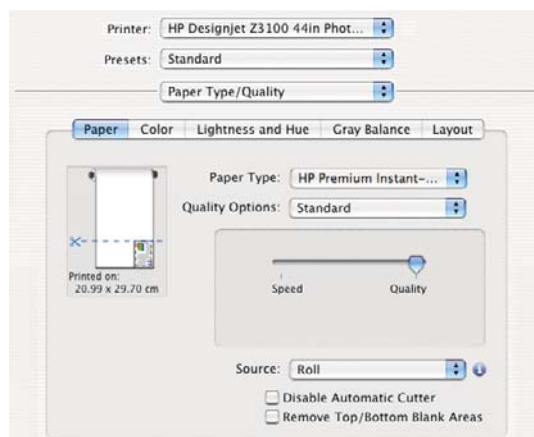 Printer: HP Designjet Z3100 44in Phot...
Presets: Standard
Paper Type/Quality
Paper Color Lightness and Hue Gray Balance Layout
Paper Type: HP Premium Instant-...
Quality Options: Standard
Printed on:
20.99 x 29.70 cm
Speed Quality
Source: Roll
Disable Automatic Cutter
Remove Top/Bottom Blank Areas